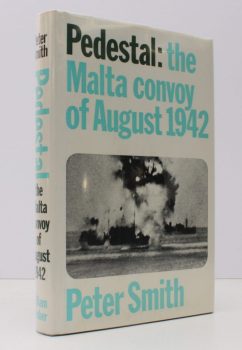 Pedestal: the
Malta convoy
of August 1942
Peter Smith
Peter Smith
Pedestal
the
Malta
convoy
of
August
1942